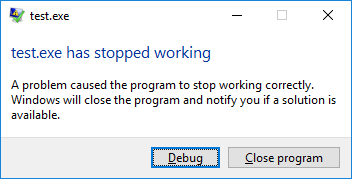 test.exe
test.exe has stopped working
A problem caused the program to stop working correctly.
Windows will close the program and notify you if a solution is
available.
Debug
Close program